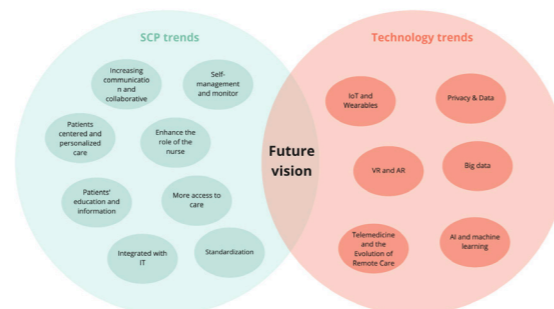 SCP trends
Increasing
communicatio
n and
collaborative
Self-
management
and monitor
Patients
centered and
personalized
care
Enhance the
role of the
nurse
Patients'
education and
information
More access to
care
Integrated with
IT
Standardization
Future
vision
Technology trends
IoT and
Wearables
Privacy & Data
VR and AR
Big data
Telemedicine
and the
Evolution of
Remote Care
AI and machine
learning